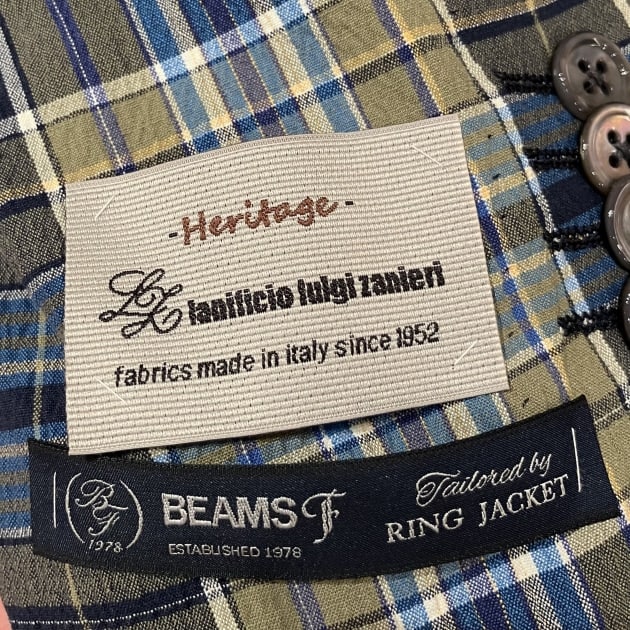 -Heritage-
LZ lanificio luigi zanieri
fabrics made in italy since 1952
BF
1978
BEAMS F
ESTABLISHED 1978
Tailored by
RING JACKET